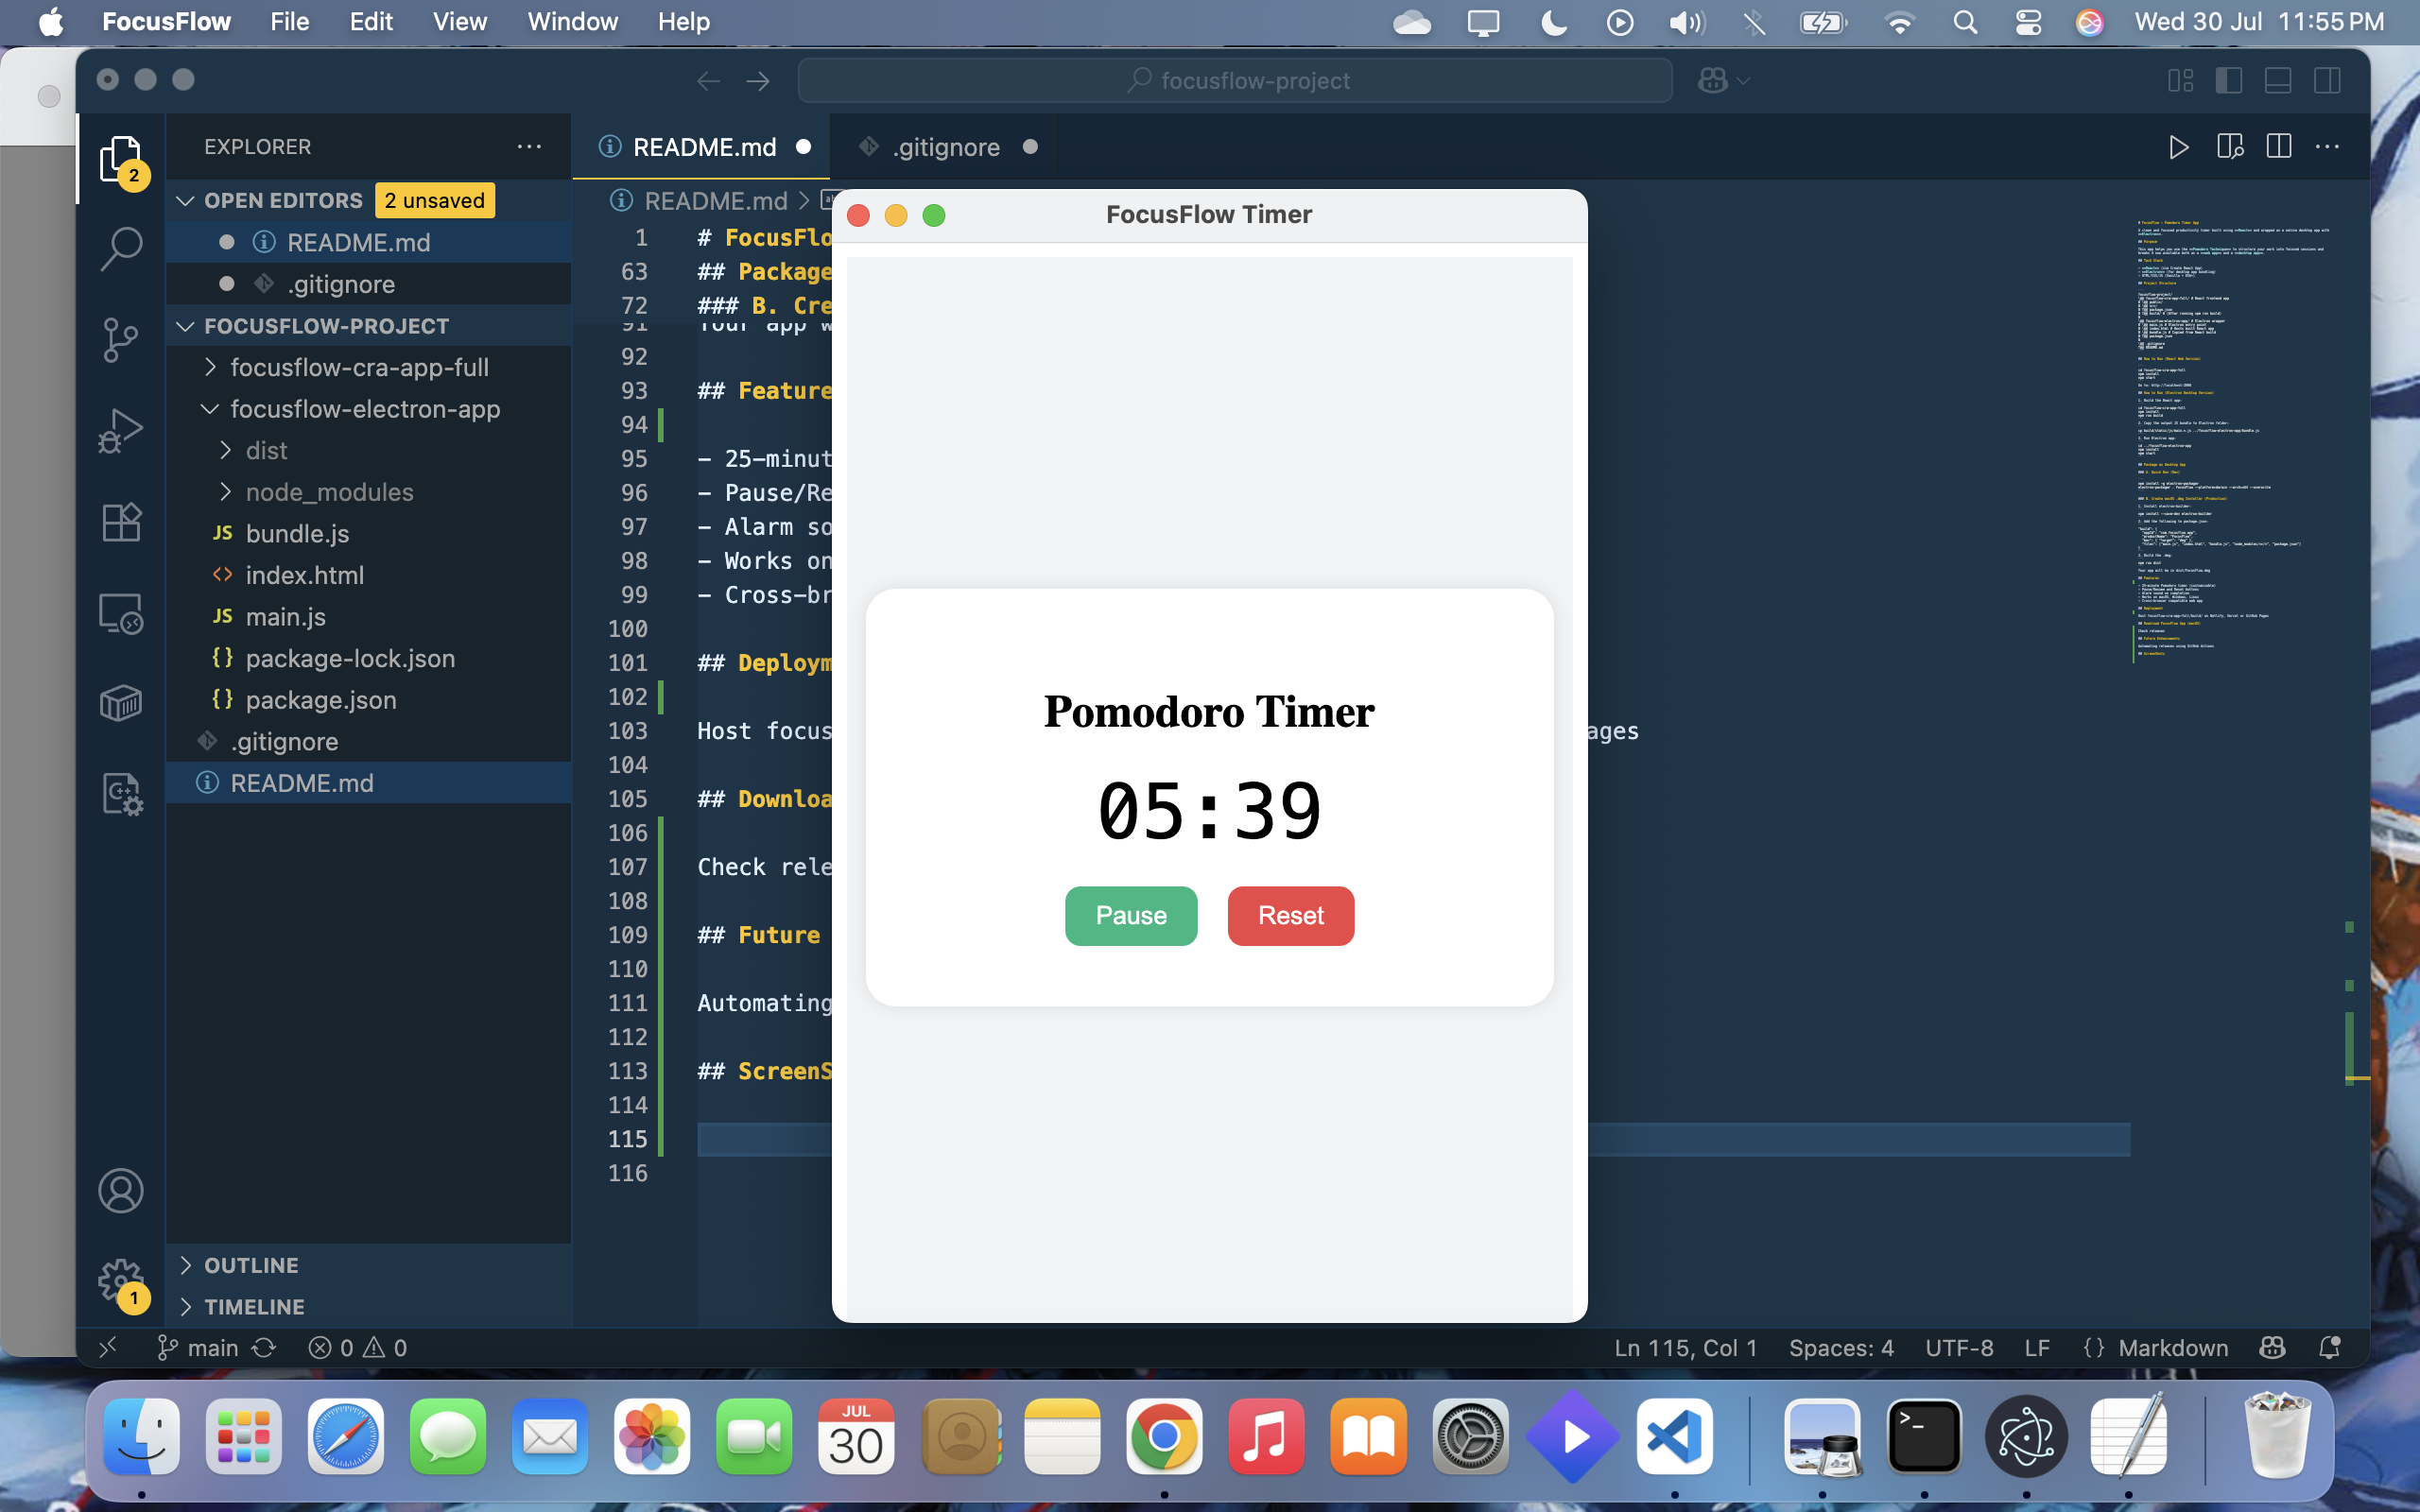 FocusFlow File Edit View Window Help Wed 30 Jul 11:55 PM
focusflow-project
EXPLORER
OPEN EDITORS 2 unsaved
README.md
.gitignore
FOCUSFLOW-PROJECT
focusflow-cra-app-full
focusflow-electron-app
dist
node_modules
JS bundle.js
<> index.html
JS main.js
{} package-lock.json
{} package.json
.gitignore
README.md
OUTLINE
TIMELINE
2
1
README.md .gitignore
README.md >
1 # FocusFlo
63 ## Package
72 ### B. Cre
91 Your app w
92
93 ## Feature
94
95 - 25-minut
96 - Pause/Re
97 - Alarm so
98 - Works on
99 - Cross-br
100
101 ## Deploym
102
103 Host focus ages
104
105 ## Downloa
106
107 Check rele
108
109 ## Future
110
111 Automating
112
113 ## ScreenS
114
115
116
FocusFlow Timer
Pomodoro Timer
05:39
Pause Reset
main 0 0 Ln 115, Col 1 Spaces: 4 UTF-8 LF {} Markdown
JUL
30
>_